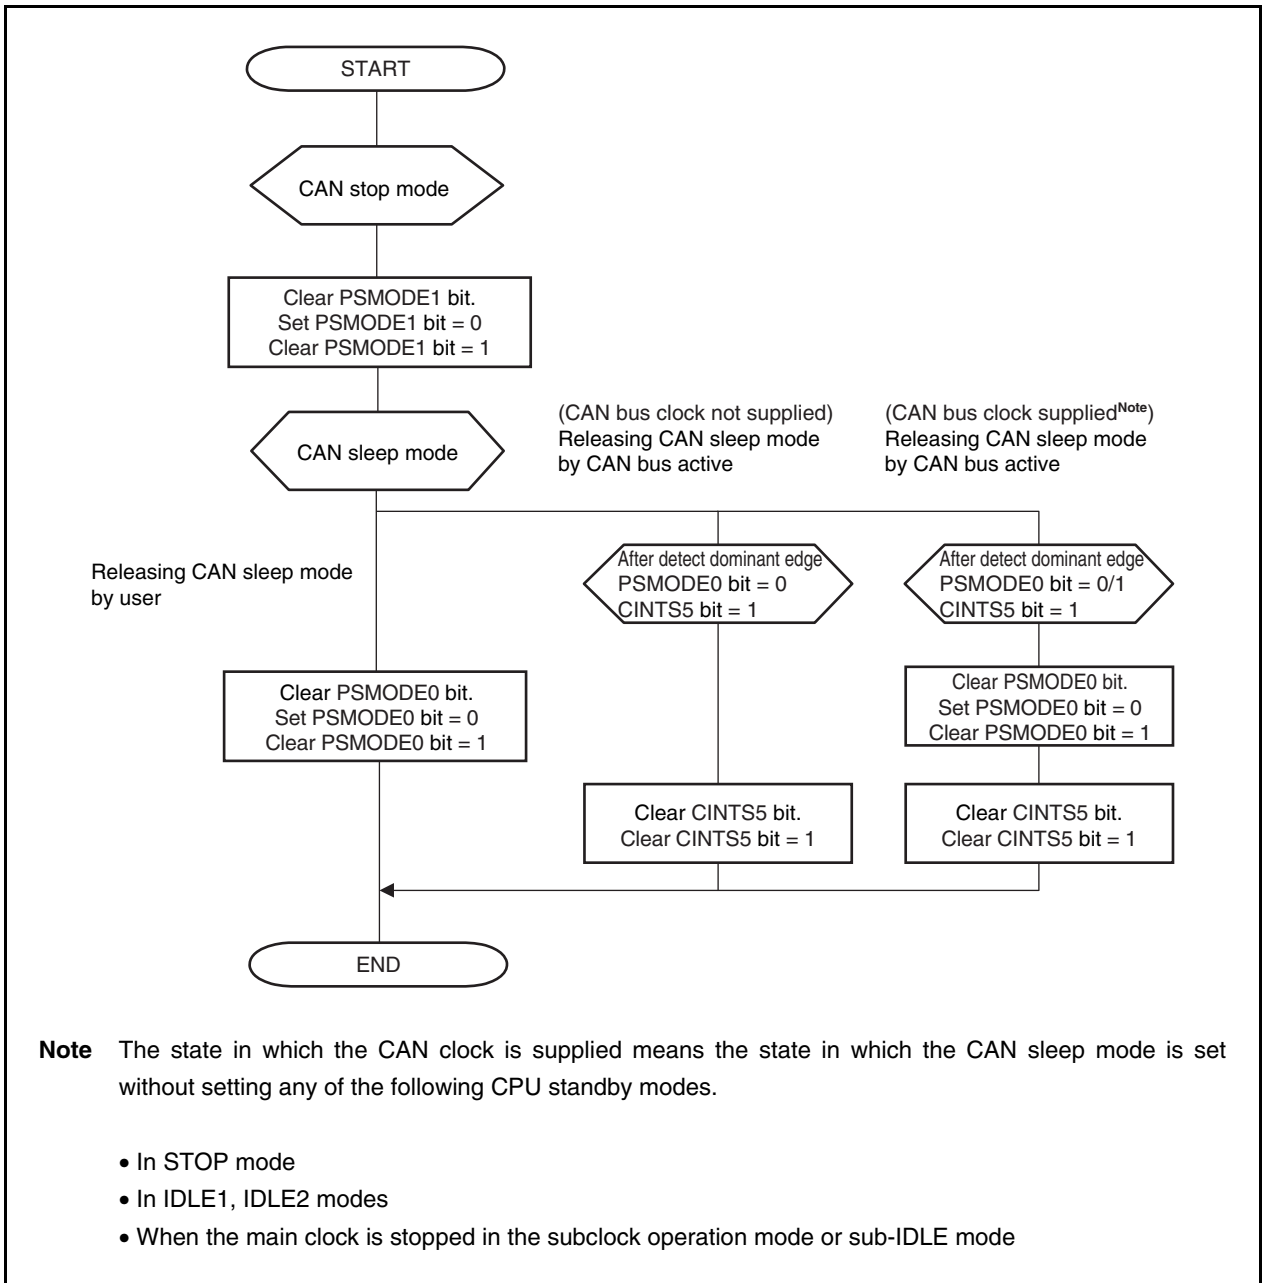 START
CAN stop mode
Clear PSMODE1 bit.
Set PSMODE1 bit = 0
Clear PSMODE1 bit = 1
CAN sleep mode
(CAN bus clock not supplied)
Releasing CAN sleep mode
by CAN bus active
(CAN bus clock supplied^Note)
Releasing CAN sleep mode
by CAN bus active
Releasing CAN sleep mode
by user
After detect dominant edge
PSMODE0 bit = 0
CINTS5 bit = 1
After detect dominant edge
PSMODE0 bit = 0/1
CINTS5 bit = 1
Clear PSMODE0 bit.
Set PSMODE0 bit = 0
Clear PSMODE0 bit = 1
Clear PSMODE0 bit.
Set PSMODE0 bit = 0
Clear PSMODE0 bit = 1
Clear CINTS5 bit.
Clear CINTS5 bit = 1
Clear CINTS5 bit.
Clear CINTS5 bit = 1
END
Note The state in which the CAN clock is supplied means the state in which the CAN sleep mode is set
without setting any of the following CPU standby modes.
• In STOP mode
• In IDLE1, IDLE2 modes
• When the main clock is stopped in the subclock operation mode or sub-IDLE mode